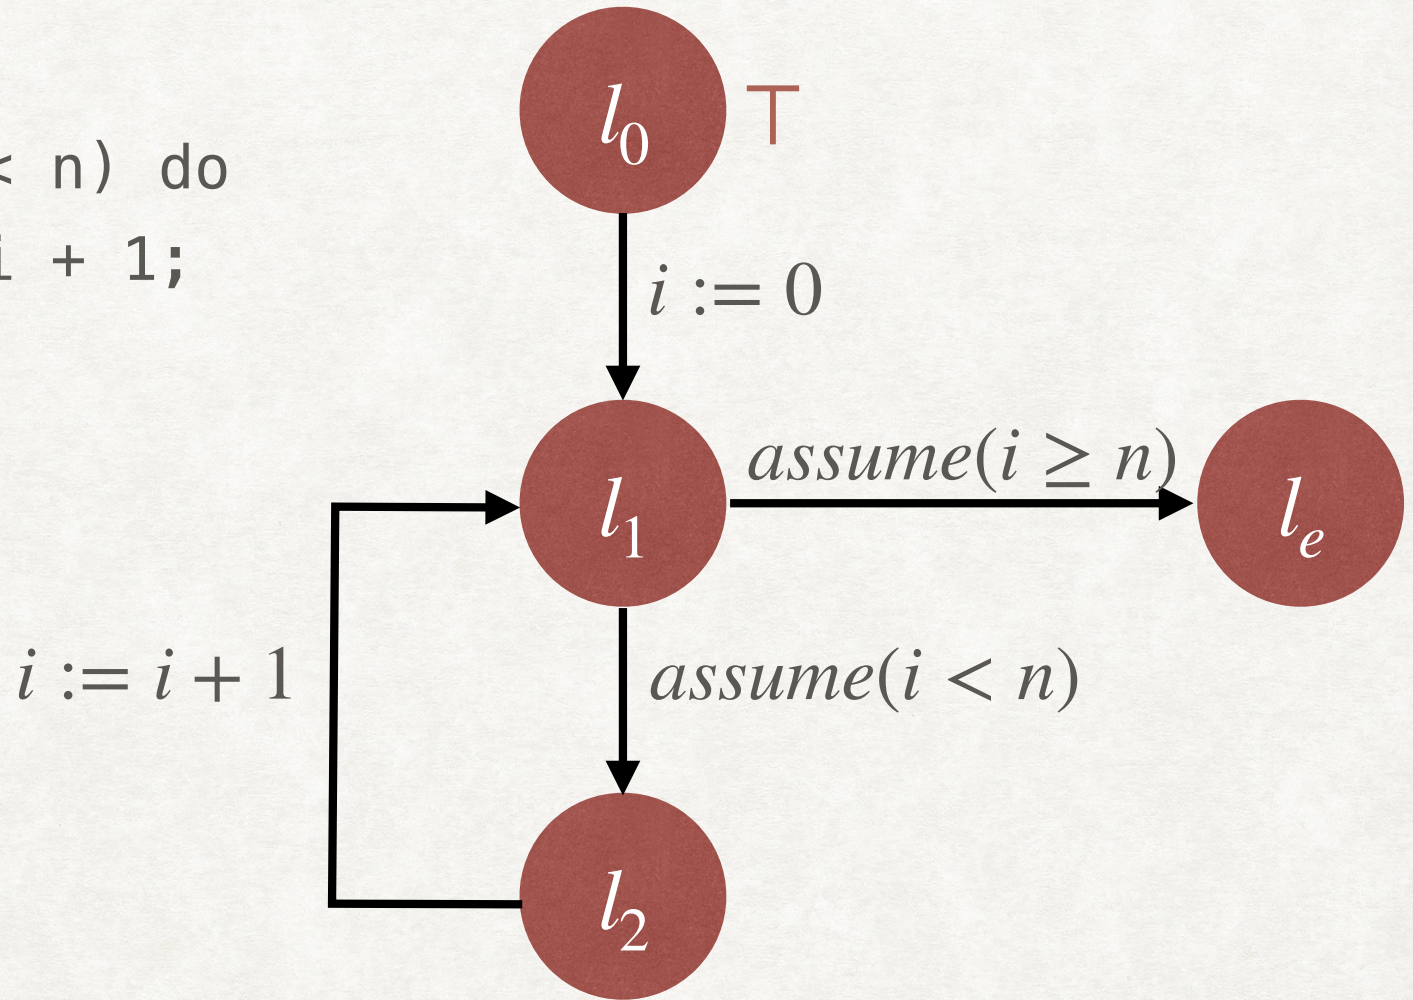 l₀ ⊤
< n) do
i + 1;
i := 0
assume(i ≥ n)
l₁
lₑ
i := i + 1
assume(i < n)
l₂